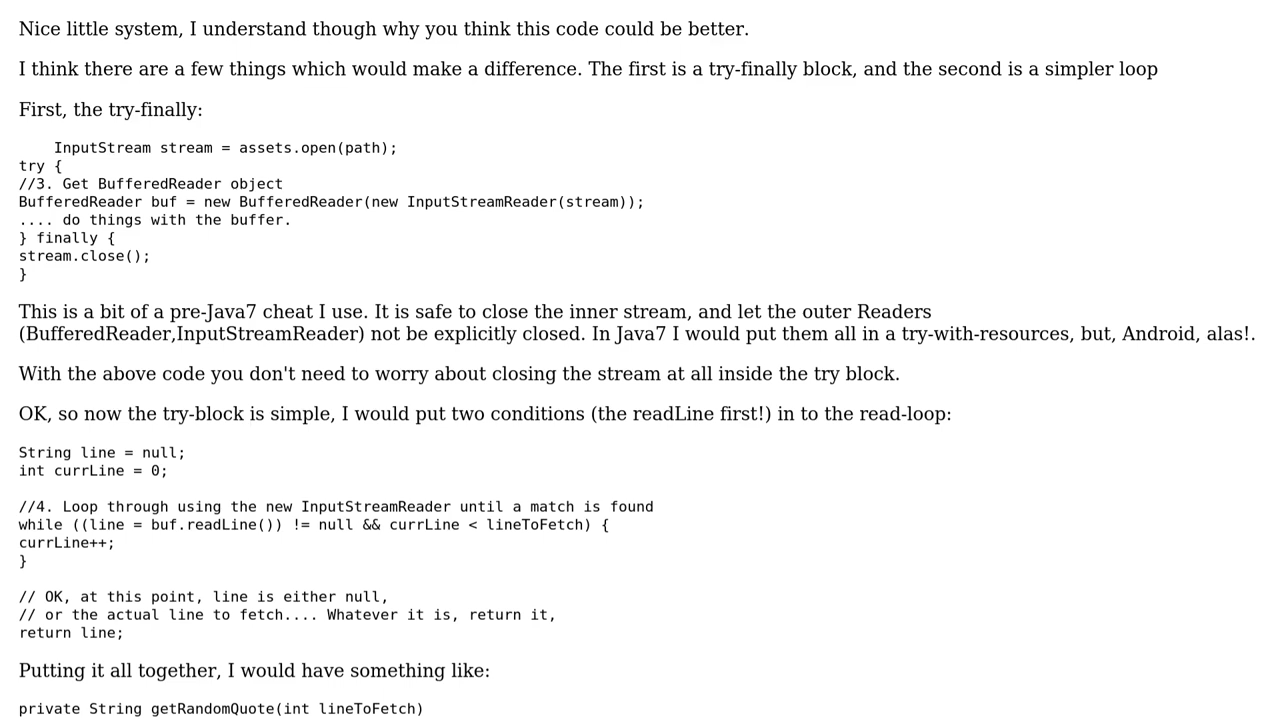 Nice little system, I understand though why you think this code could be better.
I think there are a few things which would make a difference. The first is a try-finally block, and the second is a simpler loop
First, the try-finally:
    InputStream stream = assets.open(path);
try {
//3. Get BufferedReader object
BufferedReader buf = new BufferedReader(new InputStreamReader(stream));
.... do things with the buffer.
} finally {
stream.close();
}
This is a bit of a pre-Java7 cheat I use. It is safe to close the inner stream, and let the outer Readers
(BufferedReader,InputStreamReader) not be explicitly closed. In Java7 I would put them all in a try-with-resources, but, Android, alas!.
With the above code you don't need to worry about closing the stream at all inside the try block.
OK, so now the try-block is simple, I would put two conditions (the readLine first!) in to the read-loop:
String line = null;
int currLine = 0;

//4. Loop through using the new InputStreamReader until a match is found
while ((line = buf.readLine()) != null && currLine < lineToFetch) {
currLine++;
}

// OK, at this point, line is either null,
// or the actual line to fetch.... Whatever it is, return it,
return line;
Putting it all together, I would have something like:
private String getRandomQuote(int lineToFetch)